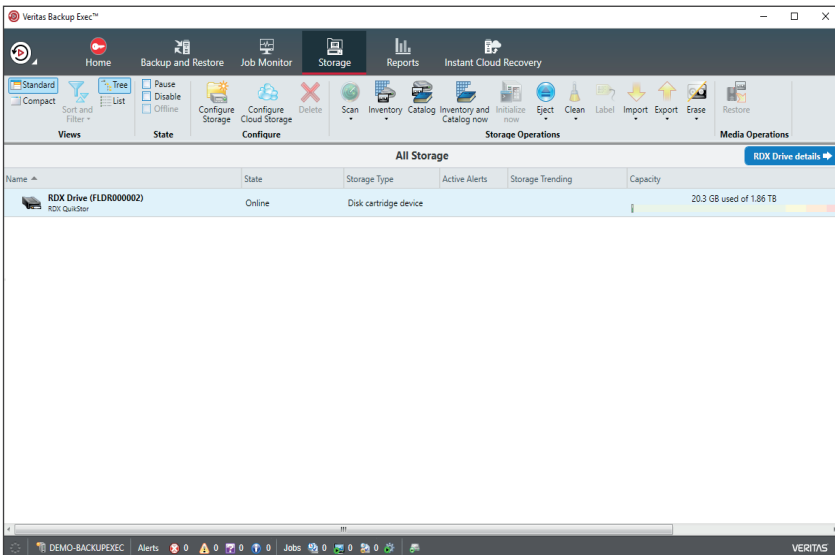 Veritas Backup Exec™
Home
Backup and Restore
Job Monitor
Storage
Reports
Instant Cloud Recovery
Standard
Compact
Sort and Filter
Tree
List
Views
Pause
Disable
Offline
State
Configure Storage
Configure Cloud Storage
Delete
Configure
Scan
Inventory
Catalog
Inventory and Catalog now
Initialize now
Eject
Clean
Label
Import
Export
Erase
Storage Operations
Restore
Media Operations
All Storage
RDX Drive details
Name State Storage Type Active Alerts Storage Trending Capacity
RDX Drive (FLDR000002) Online Disk cartridge device 20.3 GB used of 1.86 TB
RDX QuikStor
DEMO-BACKUPEXEC Alerts 0 0 0 0 Jobs 0 0 0 VERITAS